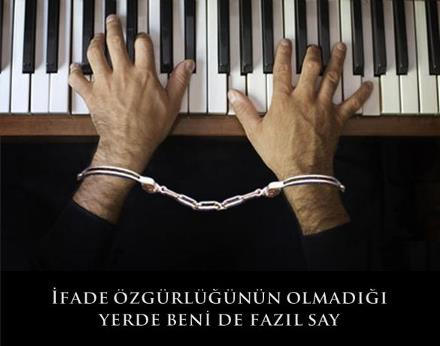 İFADE ÖZGÜRLÜĞÜNÜN OLMADIĞI
YERDE BENİ DE FAZIL SAY